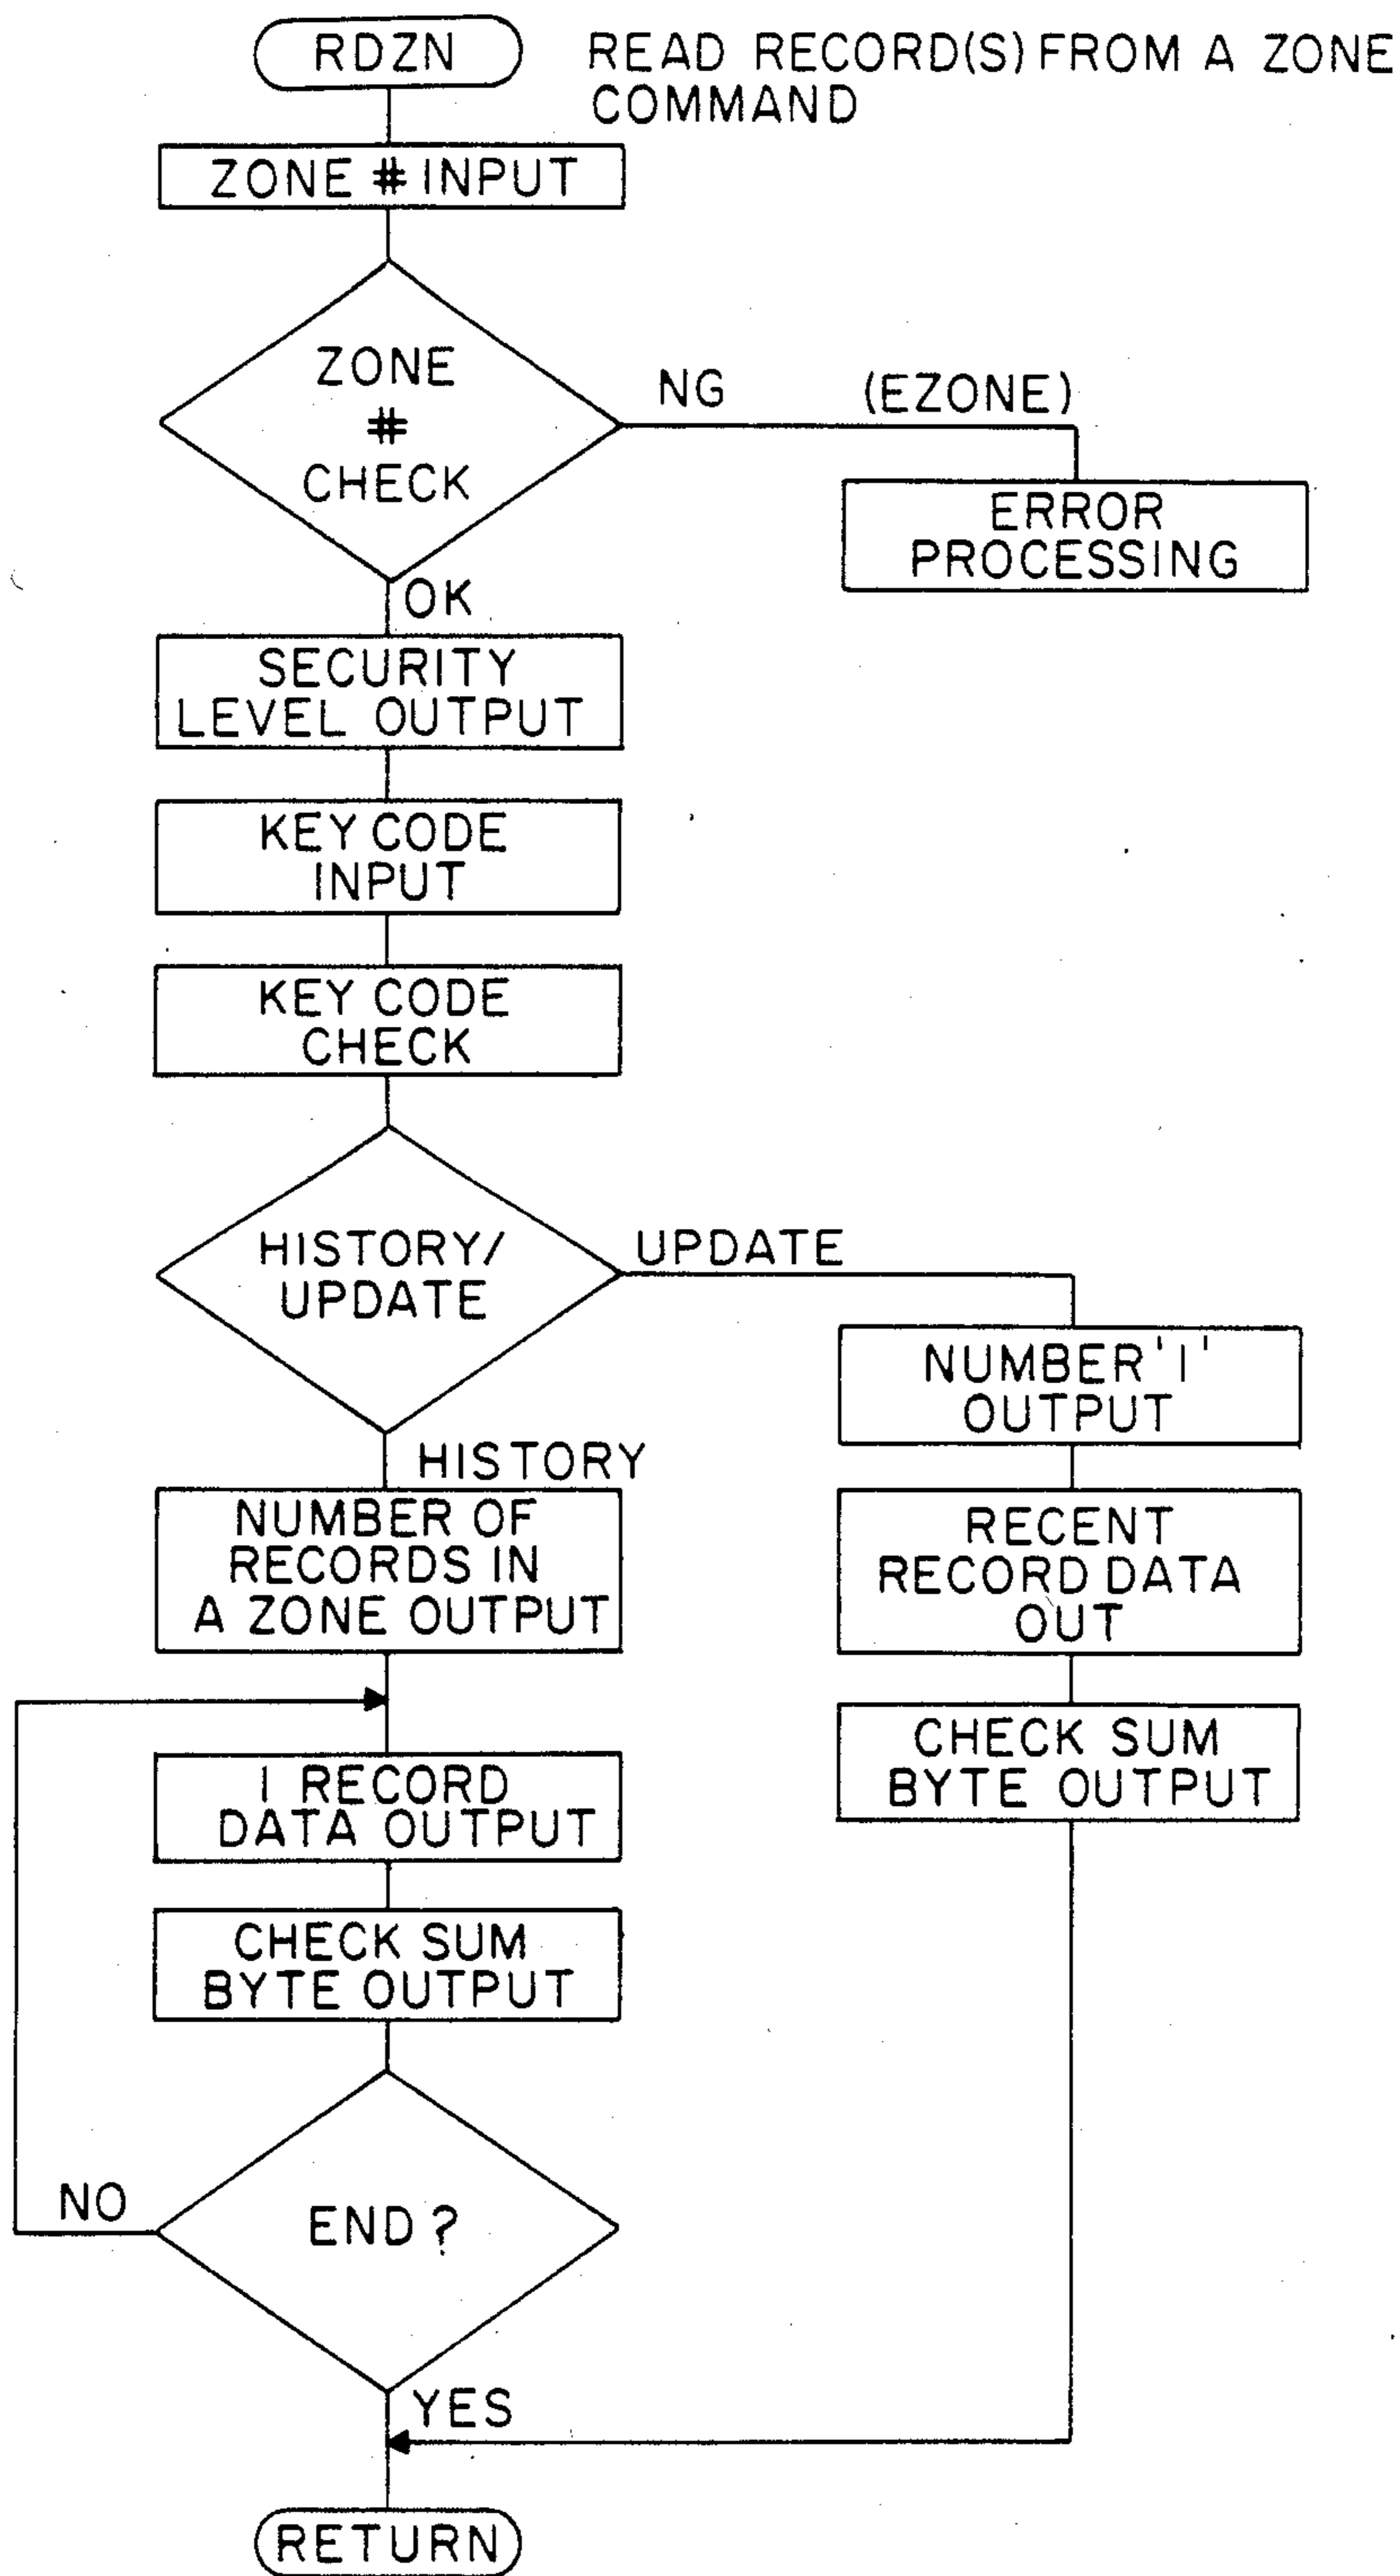 RDZN
READ RECORD(S) FROM A ZONE
COMMAND
ZONE # INPUT
ZONE
#
CHECK
NG
(EZONE)
ERROR
PROCESSING
OK
SECURITY
LEVEL OUTPUT
KEY CODE
INPUT
KEY CODE
CHECK
HISTORY/
UPDATE
UPDATE
NUMBER '1'
OUTPUT
HISTORY
NUMBER OF
RECORDS IN
A ZONE OUTPUT
RECENT
RECORD DATA
OUT
CHECK SUM
BYTE OUTPUT
1 RECORD
DATA OUTPUT
CHECK SUM
BYTE OUTPUT
NO
END?
YES
RETURN